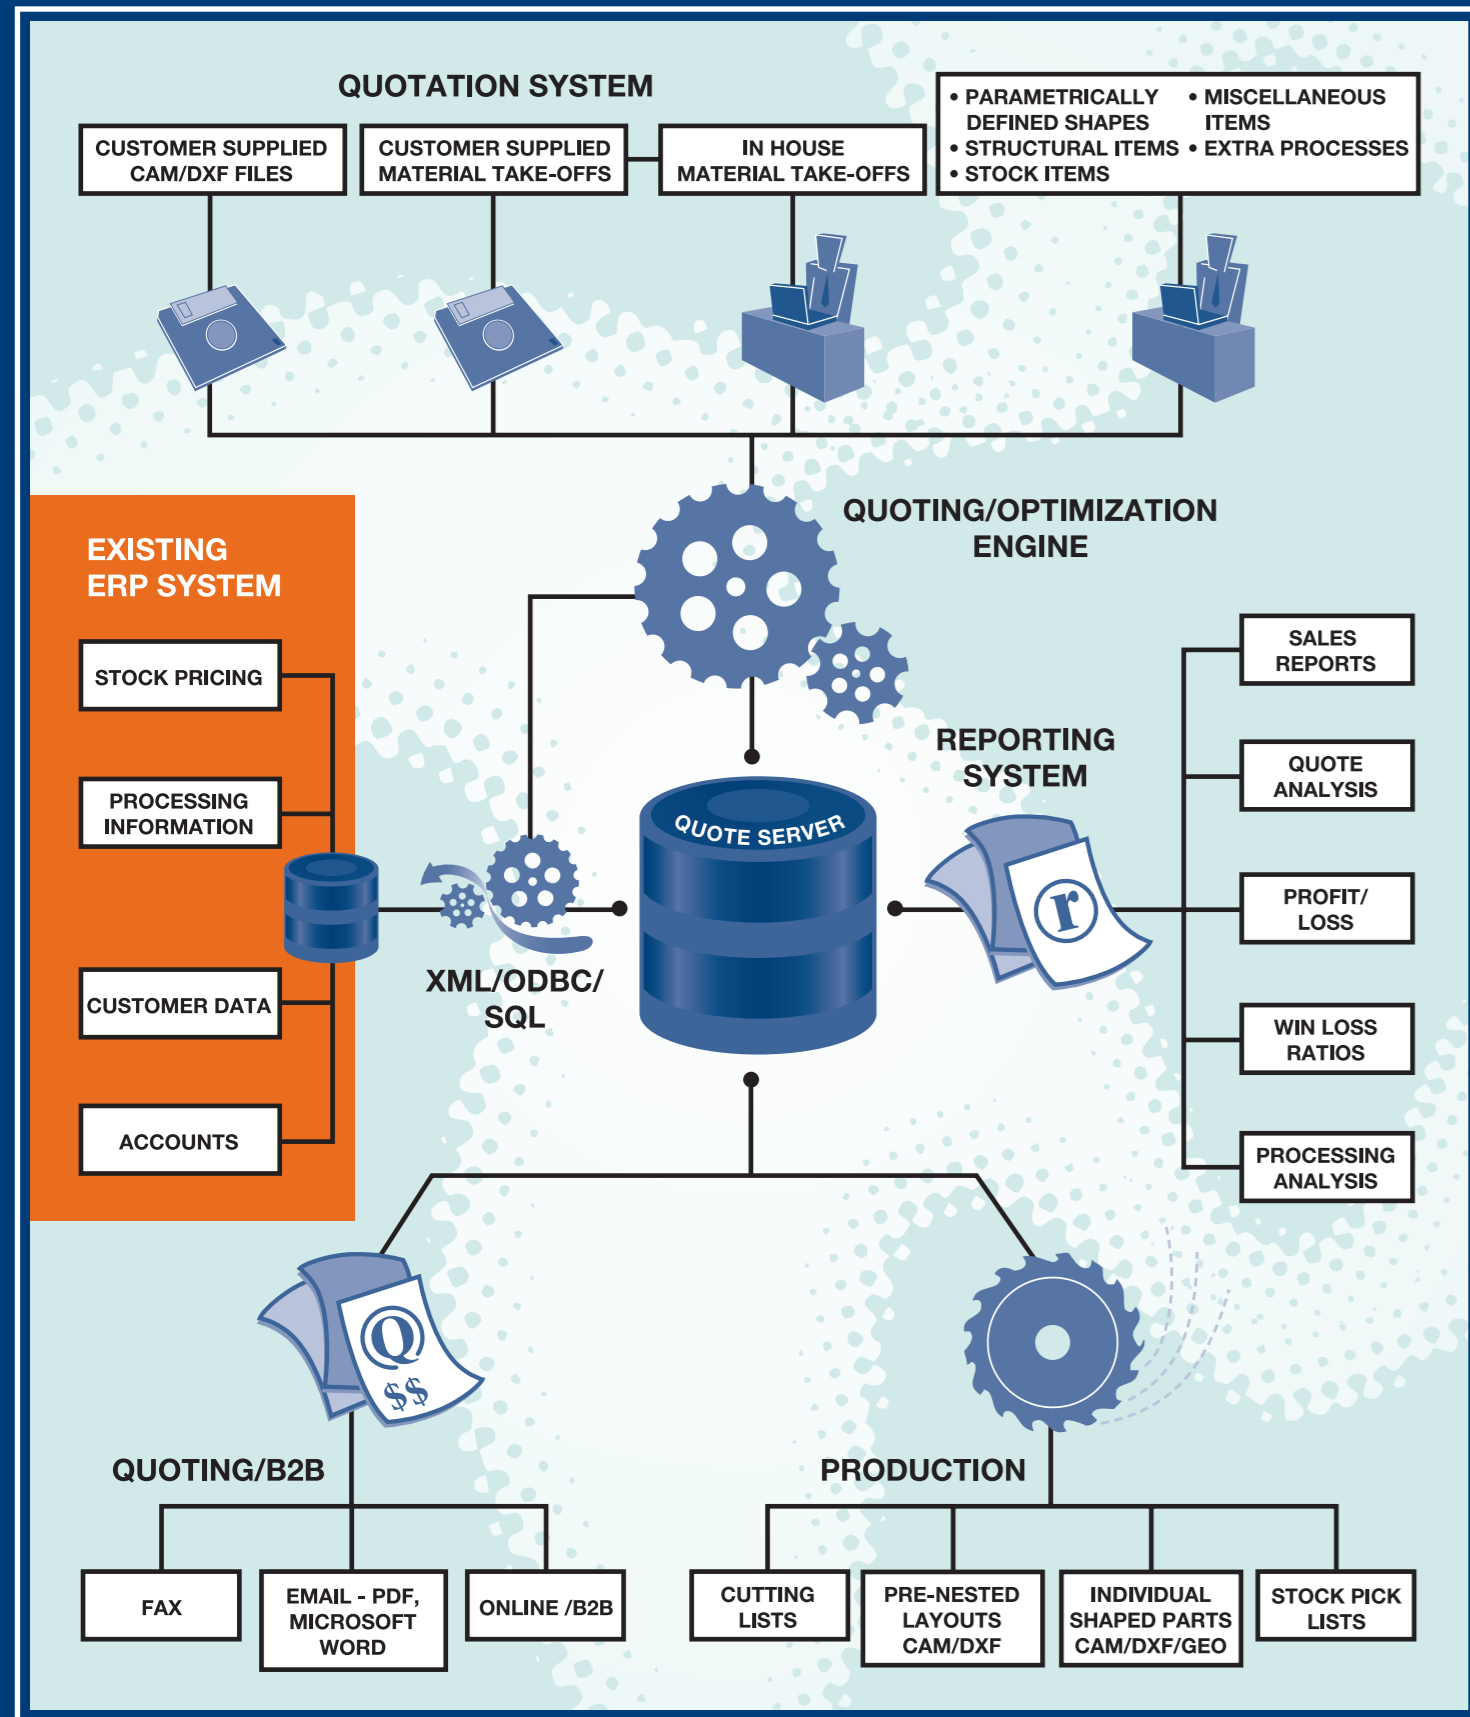 QUOTATION SYSTEM
CUSTOMER SUPPLIED
CAM/DXF FILES
CUSTOMER SUPPLIED
MATERIAL TAKE-OFFS
IN HOUSE
MATERIAL TAKE-OFFS
• PARAMETRICALLY
DEFINED SHAPES
• STRUCTURAL ITEMS
• STOCK ITEMS
• MISCELLANEOUS
ITEMS
• EXTRA PROCESSES
QUOTING/OPTIMIZATION
ENGINE
EXISTING
ERP SYSTEM
STOCK PRICING
PROCESSING
INFORMATION
CUSTOMER DATA
ACCOUNTS
XML/ODBC/
SQL
QUOTE SERVER
REPORTING
SYSTEM
r
SALES
REPORTS
QUOTE
ANALYSIS
PROFIT/
LOSS
WIN LOSS
RATIOS
PROCESSING
ANALYSIS
Q
$$
QUOTING/B2B
FAX
EMAIL - PDF,
MICROSOFT
WORD
ONLINE /B2B
PRODUCTION
CUTTING
LISTS
PRE-NESTED
LAYOUTS
CAM/DXF
INDIVIDUAL
SHAPED PARTS
CAM/DXF/GEO
STOCK PICK
LISTS